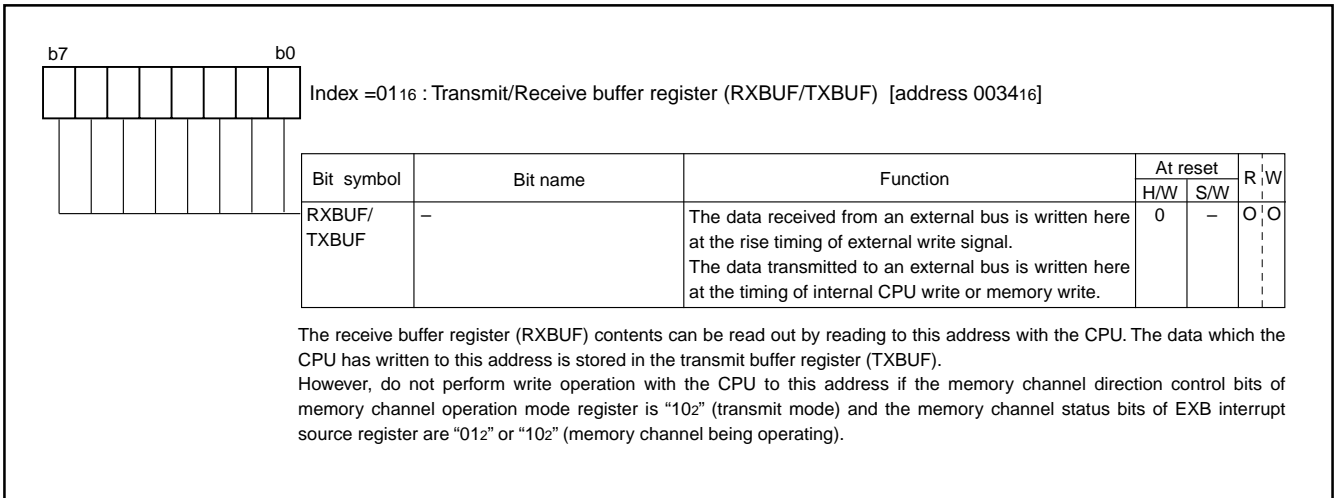 b7 b0
Index =0116 : Transmit/Receive buffer register (RXBUF/TXBUF) [address 003416]
Bit symbol Bit name Function At reset R W
H/W S/W
RXBUF/ – The data received from an external bus is written here 0 – O O
TXBUF at the rise timing of external write signal.
The data transmitted to an external bus is written here
at the timing of internal CPU write or memory write.
The receive buffer register (RXBUF) contents can be read out by reading to this address with the CPU. The data which the
CPU has written to this address is stored in the transmit buffer register (TXBUF).
However, do not perform write operation with the CPU to this address if the memory channel direction control bits of
memory channel operation mode register is “102” (transmit mode) and the memory channel status bits of EXB interrupt
source register are “012” or “102” (memory channel being operating).